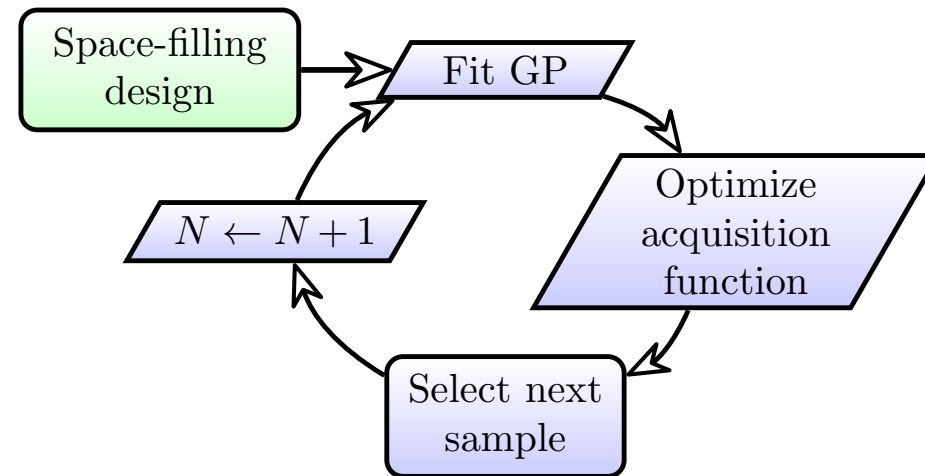 Space-filling
design
Fit GP
Optimize
acquisition
function
Select next
sample
N ← N + 1